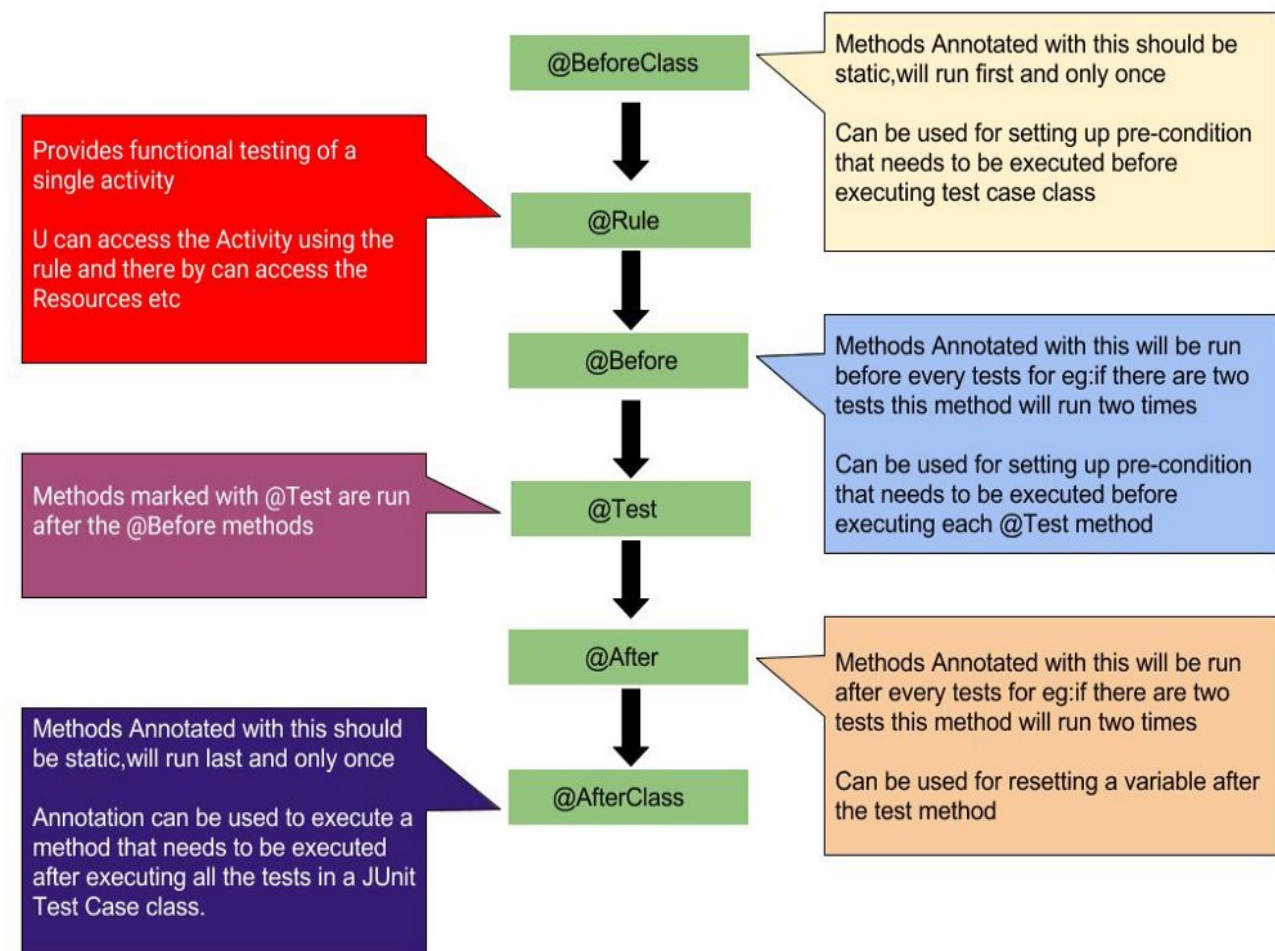 @BeforeClass
Methods Annotated with this should be
static,will run first and only once
Can be used for setting up pre-condition
that needs to be executed before
executing test case class
Provides functional testing of a
single activity
U can access the Activity using the
rule and there by can access the
Resources etc
@Rule
@Before
Methods Annotated with this will be run
before every tests for eg:if there are two
tests this method will run two times
Can be used for setting up pre-condition
that needs to be executed before
executing each @Test method
Methods marked with @Test are run
after the @Before methods
@Test
@After
Methods Annotated with this will be run
after every tests for eg:if there are two
tests this method will run two times
Can be used for resetting a variable after
the test method
Methods Annotated with this should
be static,will run last and only once
Annotation can be used to execute a
method that needs to be executed
after executing all the tests in a JUnit
Test Case class.
@AfterClass